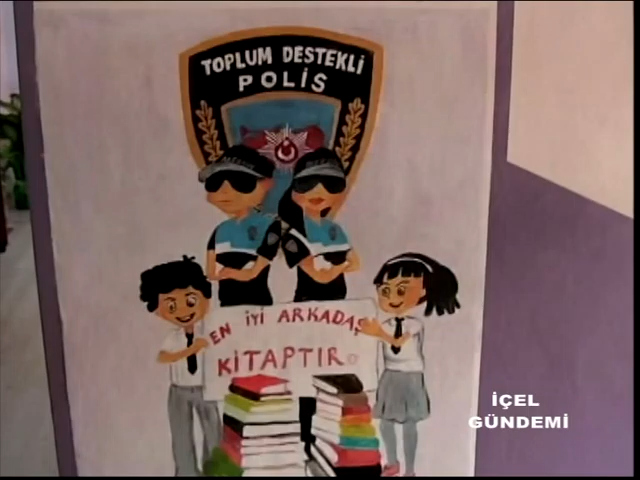 TOPLUM DESTEKLİ
POLİS
EN İYİ ARKADAŞ
KİTAPTIR.
İÇEL
GÜNDEMİ